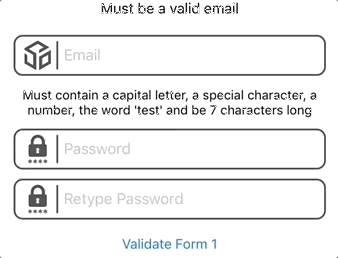 Must be a valid email
Email
Must contain a capital letter, a special character, a
number, the word 'test' and be 7 characters long
Password
Retype Password
Validate Form 1